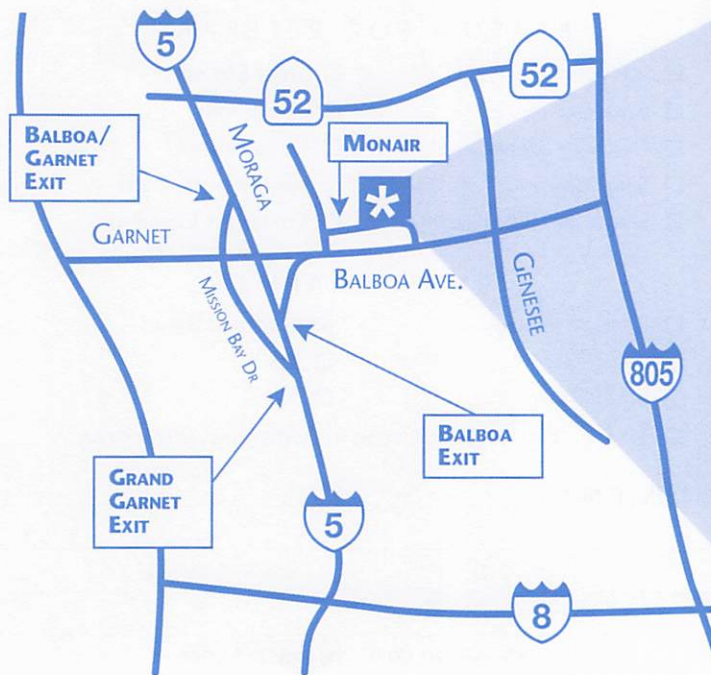 5
52
52
BALBOA/
GARNET
EXIT
MORAGA
MONAIR
*
GARNET
BALBOA AVE.
GENESEE
MISSION BAY DR
805
BALBOA
EXIT
GRAND
GARNET
EXIT
5
8